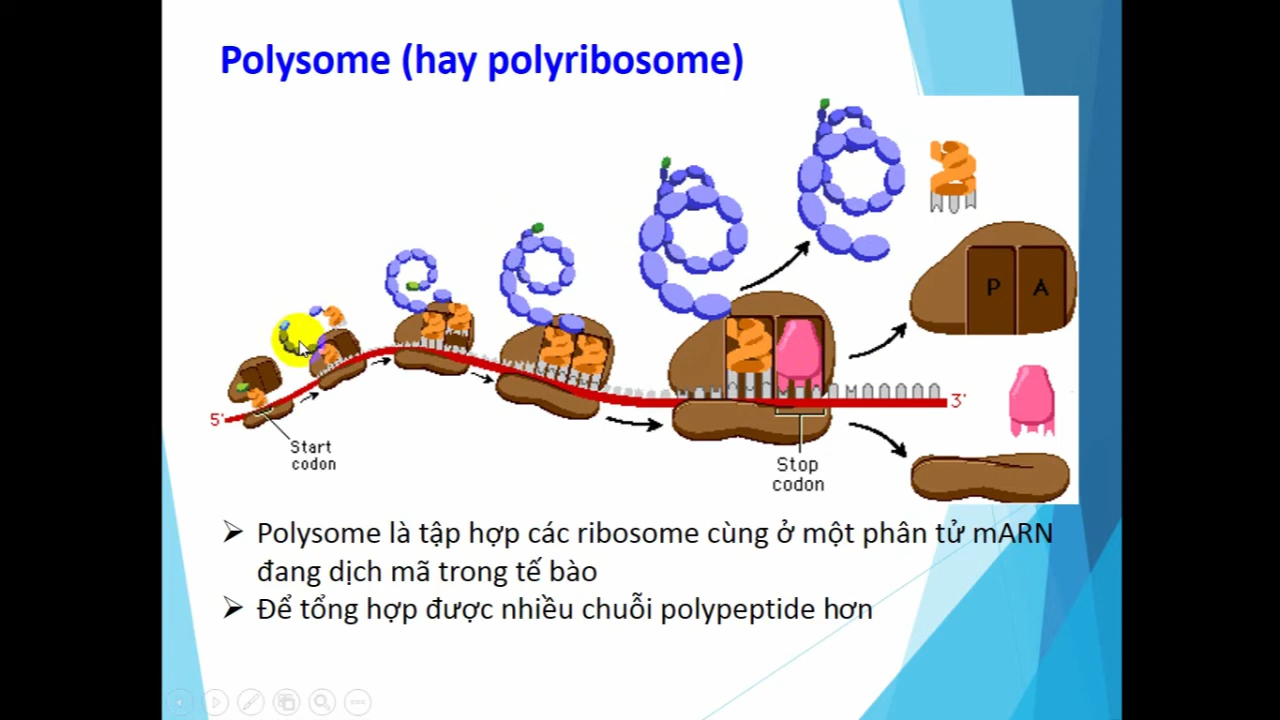 Polysome (hay polyribosome)
P A
5'
3'
Start
codon
Stop
codon
➢ Polysome là tập hợp các ribosome cùng ở một phân tử mARN
đang dịch mã trong tế bào
➢ Để tổng hợp được nhiều chuỗi polypeptide hơn